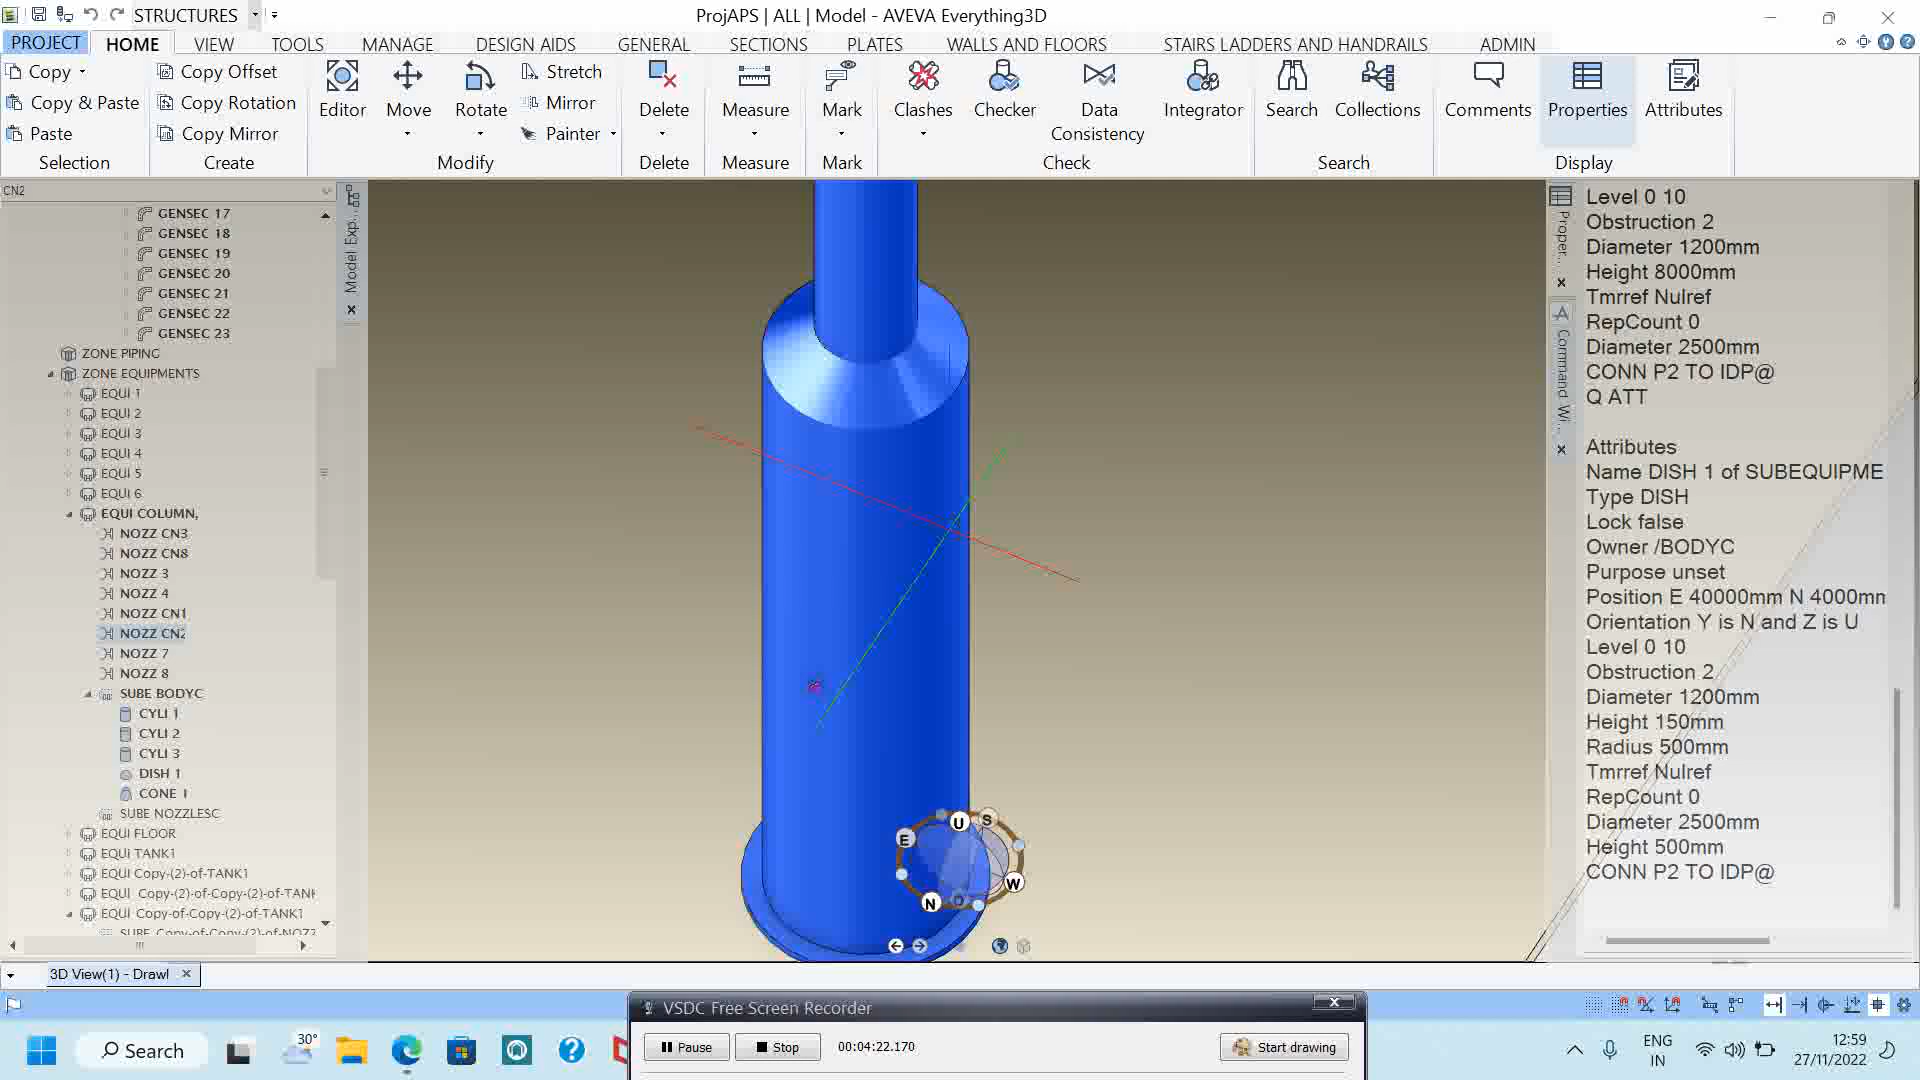 STRUCTURES
ProjAPS | ALL | Model - AVEVA Everything3D
PROJECT
HOME
VIEW
TOOLS
MANAGE
DESIGN AIDS
GENERAL
SECTIONS
PLATES
WALLS AND FLOORS
STAIRS LADDERS AND HANDRAILS
ADMIN
Copy
Copy & Paste
Paste
Selection
Copy Offset
Copy Rotation
Copy Mirror
Create
Editor
Move
Rotate
Stretch
Mirror
Painter
Modify
Delete
Delete
Measure
Measure
Mark
Mark
Clashes
Checker
Data
Consistency
Integrator
Check
Search
Collections
Search
Comments
Properties
Attributes
Display
CN2
GENSEC 17
GENSEC 18
GENSEC 19
GENSEC 20
GENSEC 21
GENSEC 22
GENSEC 23
ZONE PIPING
ZONE EQUIPMENTS
EQUI 1
EQUI 2
EQUI 3
EQUI 4
EQUI 5
EQUI 6
EQUI COLUMN,
NOZZ CN3
NOZZ CN8
NOZZ 3
NOZZ 4
NOZZ CN1
NOZZ CN2
NOZZ 7
NOZZ 8
SUBE BODYC
CYLI 1
CYLI 2
CYLI 3
DISH 1
CONE 1
SUBE NOZZLESC
EQUI FLOOR
EQUI TANK1
EQUI Copy-(2)-of-TANK1
EQUI Copy-(2)-of-Copy-(2)-of-TANK
EQUI Copy-of-Copy-(2)-of-TANK1
SUBE Copy-of-Copy-(2)-of-NOZZ
Model Exp...
U
S
E
W
N
D
Proper...
Command Wi...
Level 0 10
Obstruction 2
Diameter 1200mm
Height 8000mm
Tmrref Nulref
RepCount 0
Diameter 2500mm
CONN P2 TO IDP@
Q ATT
Attributes
Name DISH 1 of SUBEQUIPME
Type DISH
Lock false
Owner /BODYC
Purpose unset
Position E 40000mm N 4000mm
Orientation Y is N and Z is U
Level 0 10
Obstruction 2
Diameter 1200mm
Height 150mm
Radius 500mm
Tmrref Nulref
RepCount 0
Diameter 2500mm
Height 500mm
CONN P2 TO IDP@
3D View(1) - Drawl
VSDC Free Screen Recorder
Pause
Stop
00:04:22.170
Start drawing
Search
30°
ENG
IN
12:59
27/11/2022